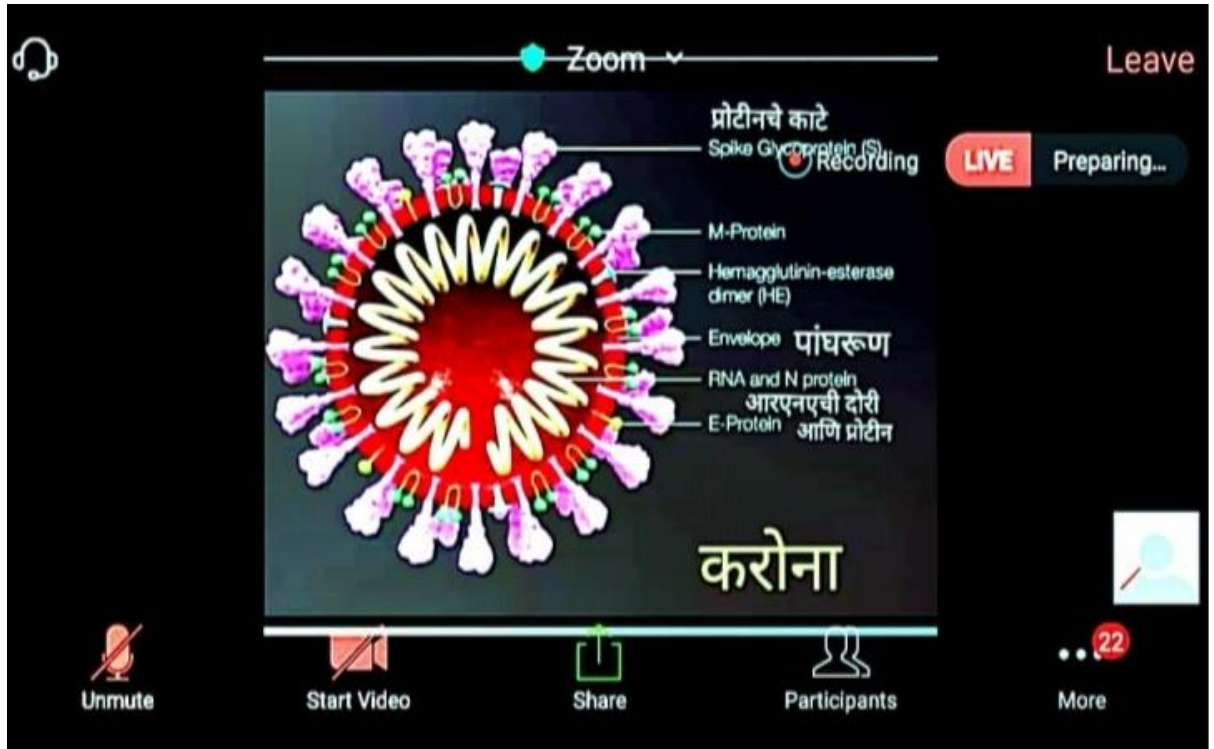 Zoom
Leave
प्रोटीनचे काटे
Spike Glycoprotein (S)
Recording
LIVE Preparing...
M-Protein
Hemagglutinin-esterase
dimer (HE)
Envelope पांघरूण
RNA and N protein
आरएनएची दोरी
E-Protein आणि प्रोटीन
करोना
22
Unmute Start Video Share Participants More